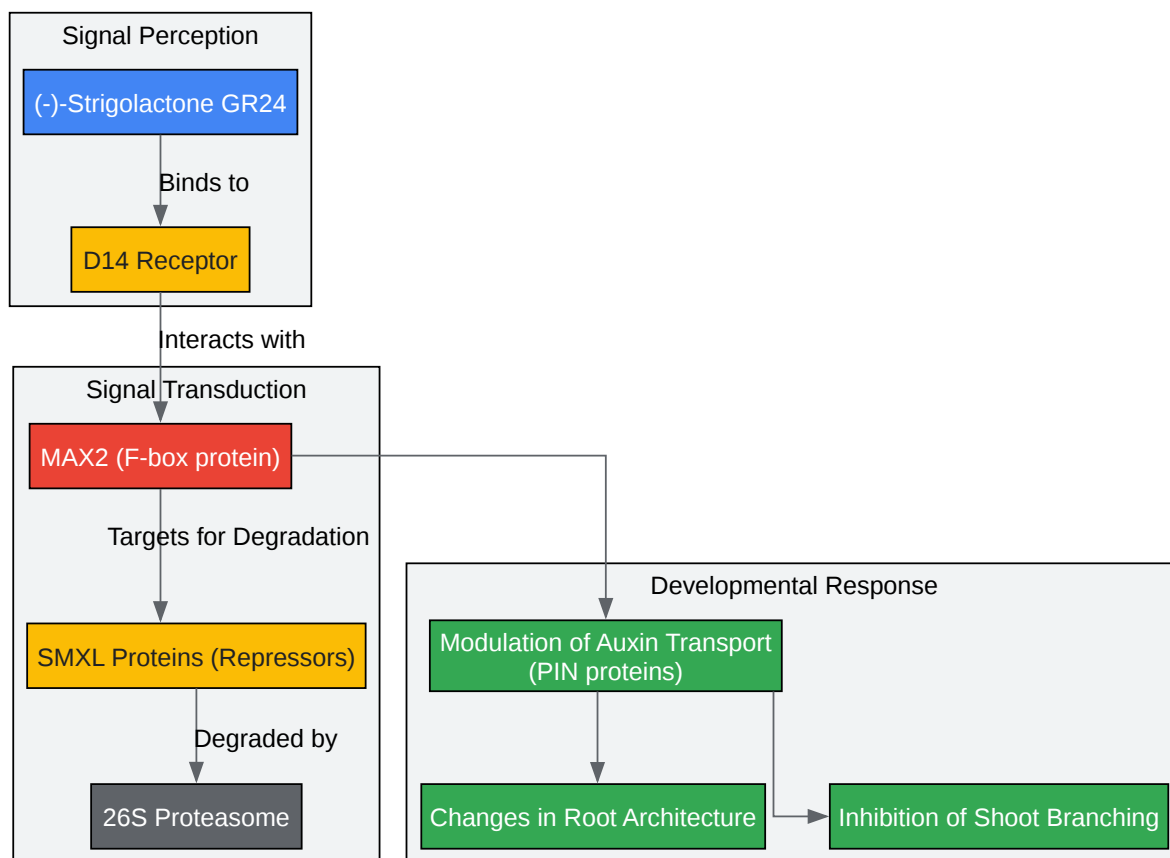 Signal Perception
(-)-Strigolactone GR24
Binds to
D14 Receptor
Interacts with
Signal Transduction
MAX2 (F-box protein)
Targets for Degradation
SMXL Proteins (Repressors)
Degraded by
26S Proteasome
Developmental Response
Modulation of Auxin Transport
(PIN proteins)
Changes in Root Architecture
Inhibition of Shoot Branching